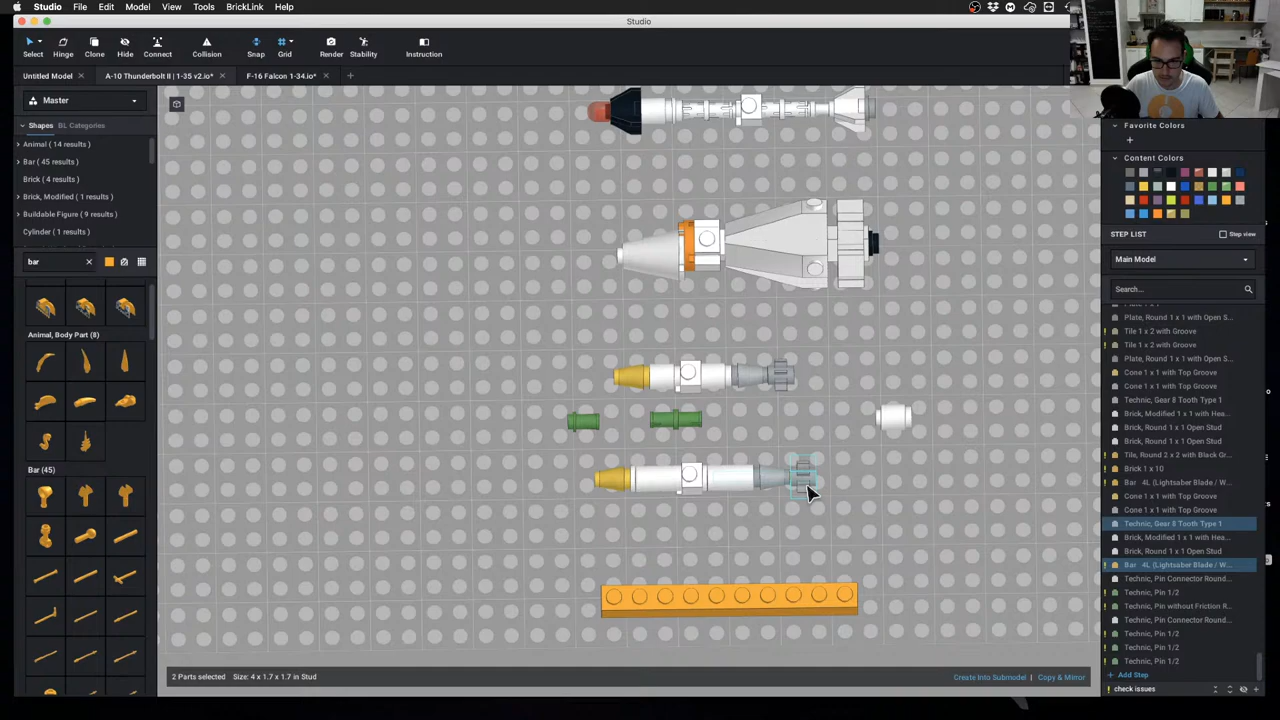 Studio File Edit Model View Tools BrickLink Help
Studio
Select Hinge Clone Hide Connect Collision Snap Grid Render Stability Instruction
Untitled Model A-10 Thunderbolt II | 1-35 v2.io* F-16 Falcon 1-34.io*
Master
Shapes BL Categories
Animal ( 14 results )
Bar ( 45 results )
Brick ( 4 results )
Brick, Modified ( 1 results )
Buildable Figure ( 9 results )
Cylinder ( 1 results )
bar
Animal, Body Part (8)
Bar (45)
2 Parts selected Size: 4 x 1.7 x 1.7 in Stud
Create Into Submodel | Copy & Mirror
Favorite Colors
Content Colors
STEP LIST Step view
Main Model
Search...
Plate, Round 1 x 1 with Open S...
Tile 1 x 2 with Groove
Tile 1 x 2 with Groove
Plate, Round 1 x 1 with Open S...
Cone 1 x 1 with Top Groove
Cone 1 x 1 with Top Groove
Technic, Gear 8 Tooth Type 1
Brick, Modified 1 x 1 with Hea...
Brick, Round 1 x 1 Open Stud
Brick, Round 1 x 1 Open Stud
Tile, Round 2 x 2 with Black Gr...
Brick 1 x 10
Bar 4L (Lightsaber Blade / W...
Cone 1 x 1 with Top Groove
Cone 1 x 1 with Top Groove
Technic, Gear 8 Tooth Type 1
Brick, Modified 1 x 1 with Hea...
Brick, Round 1 x 1 Open Stud
Bar 4L (Lightsaber Blade / W...
Technic, Pin Connector Round...
Technic, Pin 1/2
Technic, Pin without Friction R...
Technic, Pin Connector Round...
Technic, Pin 1/2
Technic, Pin 1/2
Technic, Pin 1/2
Add Step
check issues